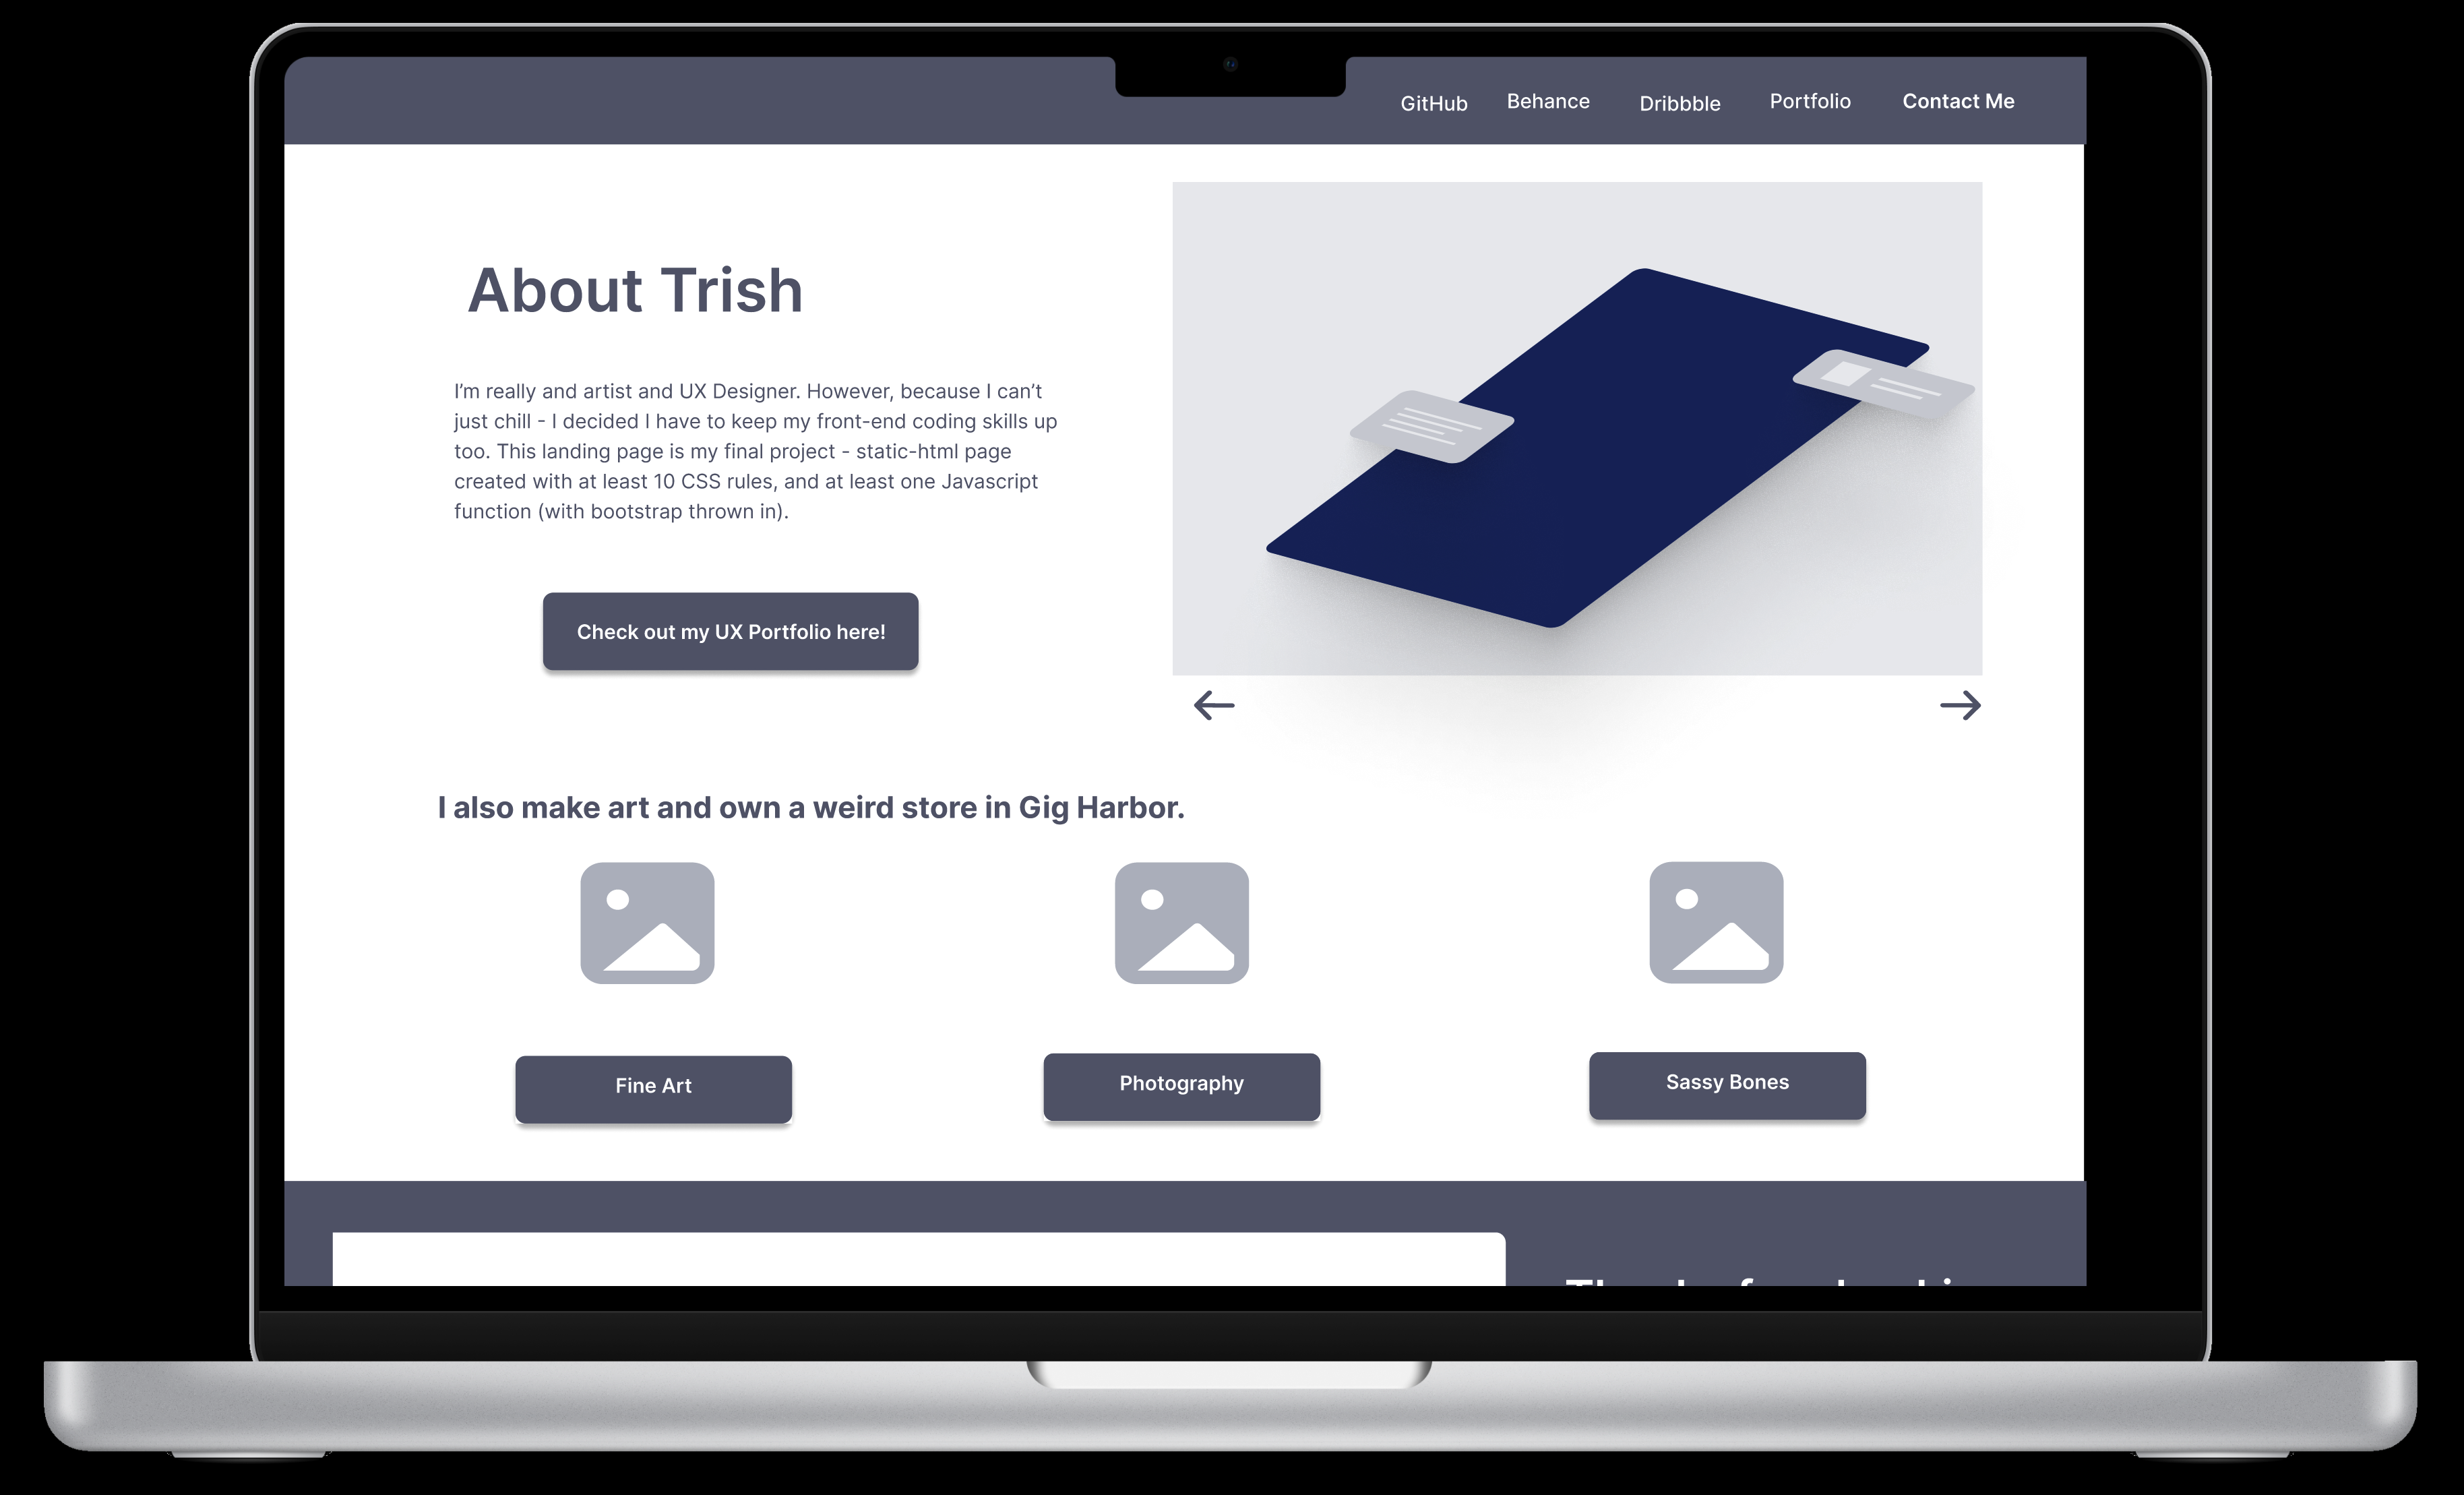 GitHub Behance Dribbble Portfolio Contact Me
About Trish
I’m really and artist and UX Designer. However, because I can’t
just chill - I decided I have to keep my front-end coding skills up
too. This landing page is my final project - static-html page
created with at least 10 CSS rules, and at least one Javascript
function (with bootstrap thrown in).
Check out my UX Portfolio here!
I also make art and own a weird store in Gig Harbor.
Fine Art Photography Sassy Bones